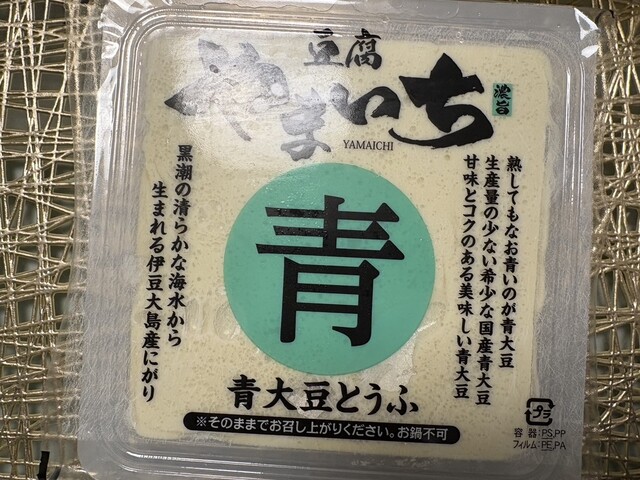 豆腐
やまいち
YAMAICHI
濃旨
熟してもなお青いのが青大豆
生産量の少ない希少な国産青大豆
甘味とコクのある美味しい青大豆
青
黒潮の清らかな海水から
生まれる伊豆大島産にがり
青大豆とうふ
※そのままでお召し上がりください。お鍋不可
プラ
容器:PS,PP
フィルム:PE,PA